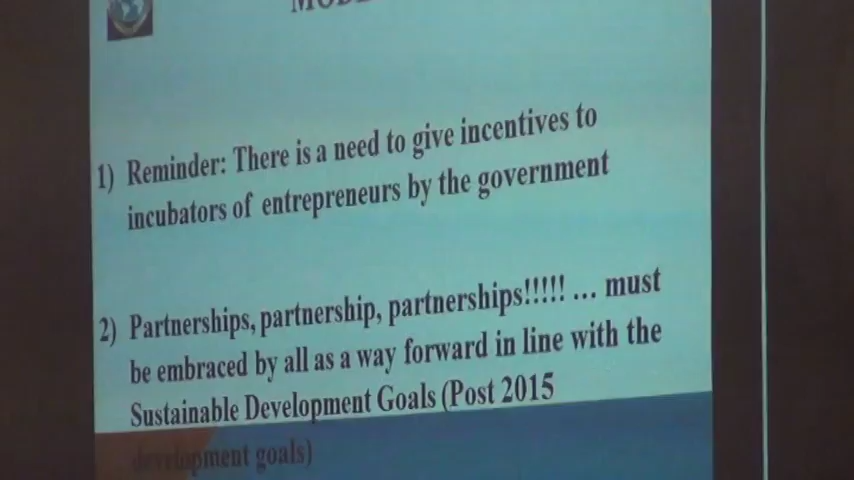 1) Reminder: There is a need to give incentives to
incubators of entrepreneurs by the government
2) Partnerships, partnership, partnerships!!!!! ... must
be embraced by all as a way forward in line with the
Sustainable Development Goals (Post 2015
development goals)